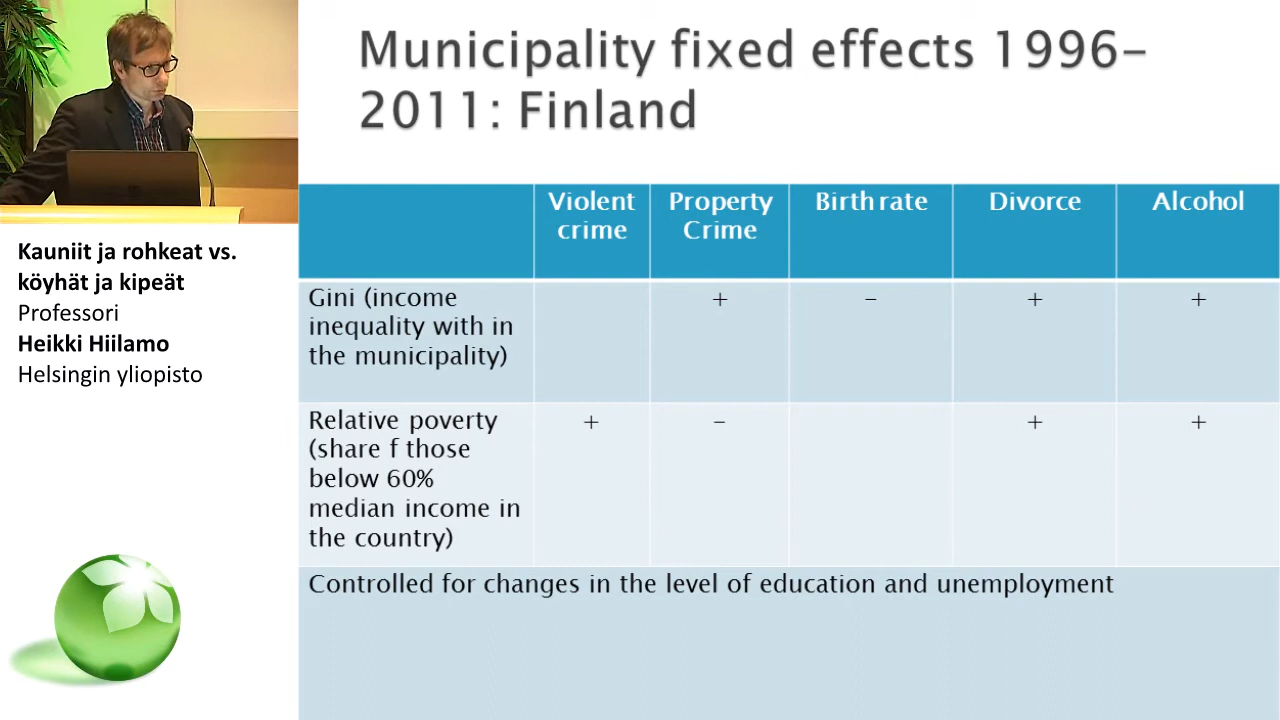 Municipality fixed effects 1996-
2011: Finland
Kauniit ja rohkeat vs.
köyhät ja kipeät
Professori
Heikki Hiilamo
Helsingin yliopisto
Violent
crime
Property
Crime
Birth rate
Divorce
Alcohol
Gini (income
inequality with in
the municipality)
+
-
+
+
Relative poverty
(share f those
below 60%
median income in
the country)
+
-
+
+
Controlled for changes in the level of education and unemployment